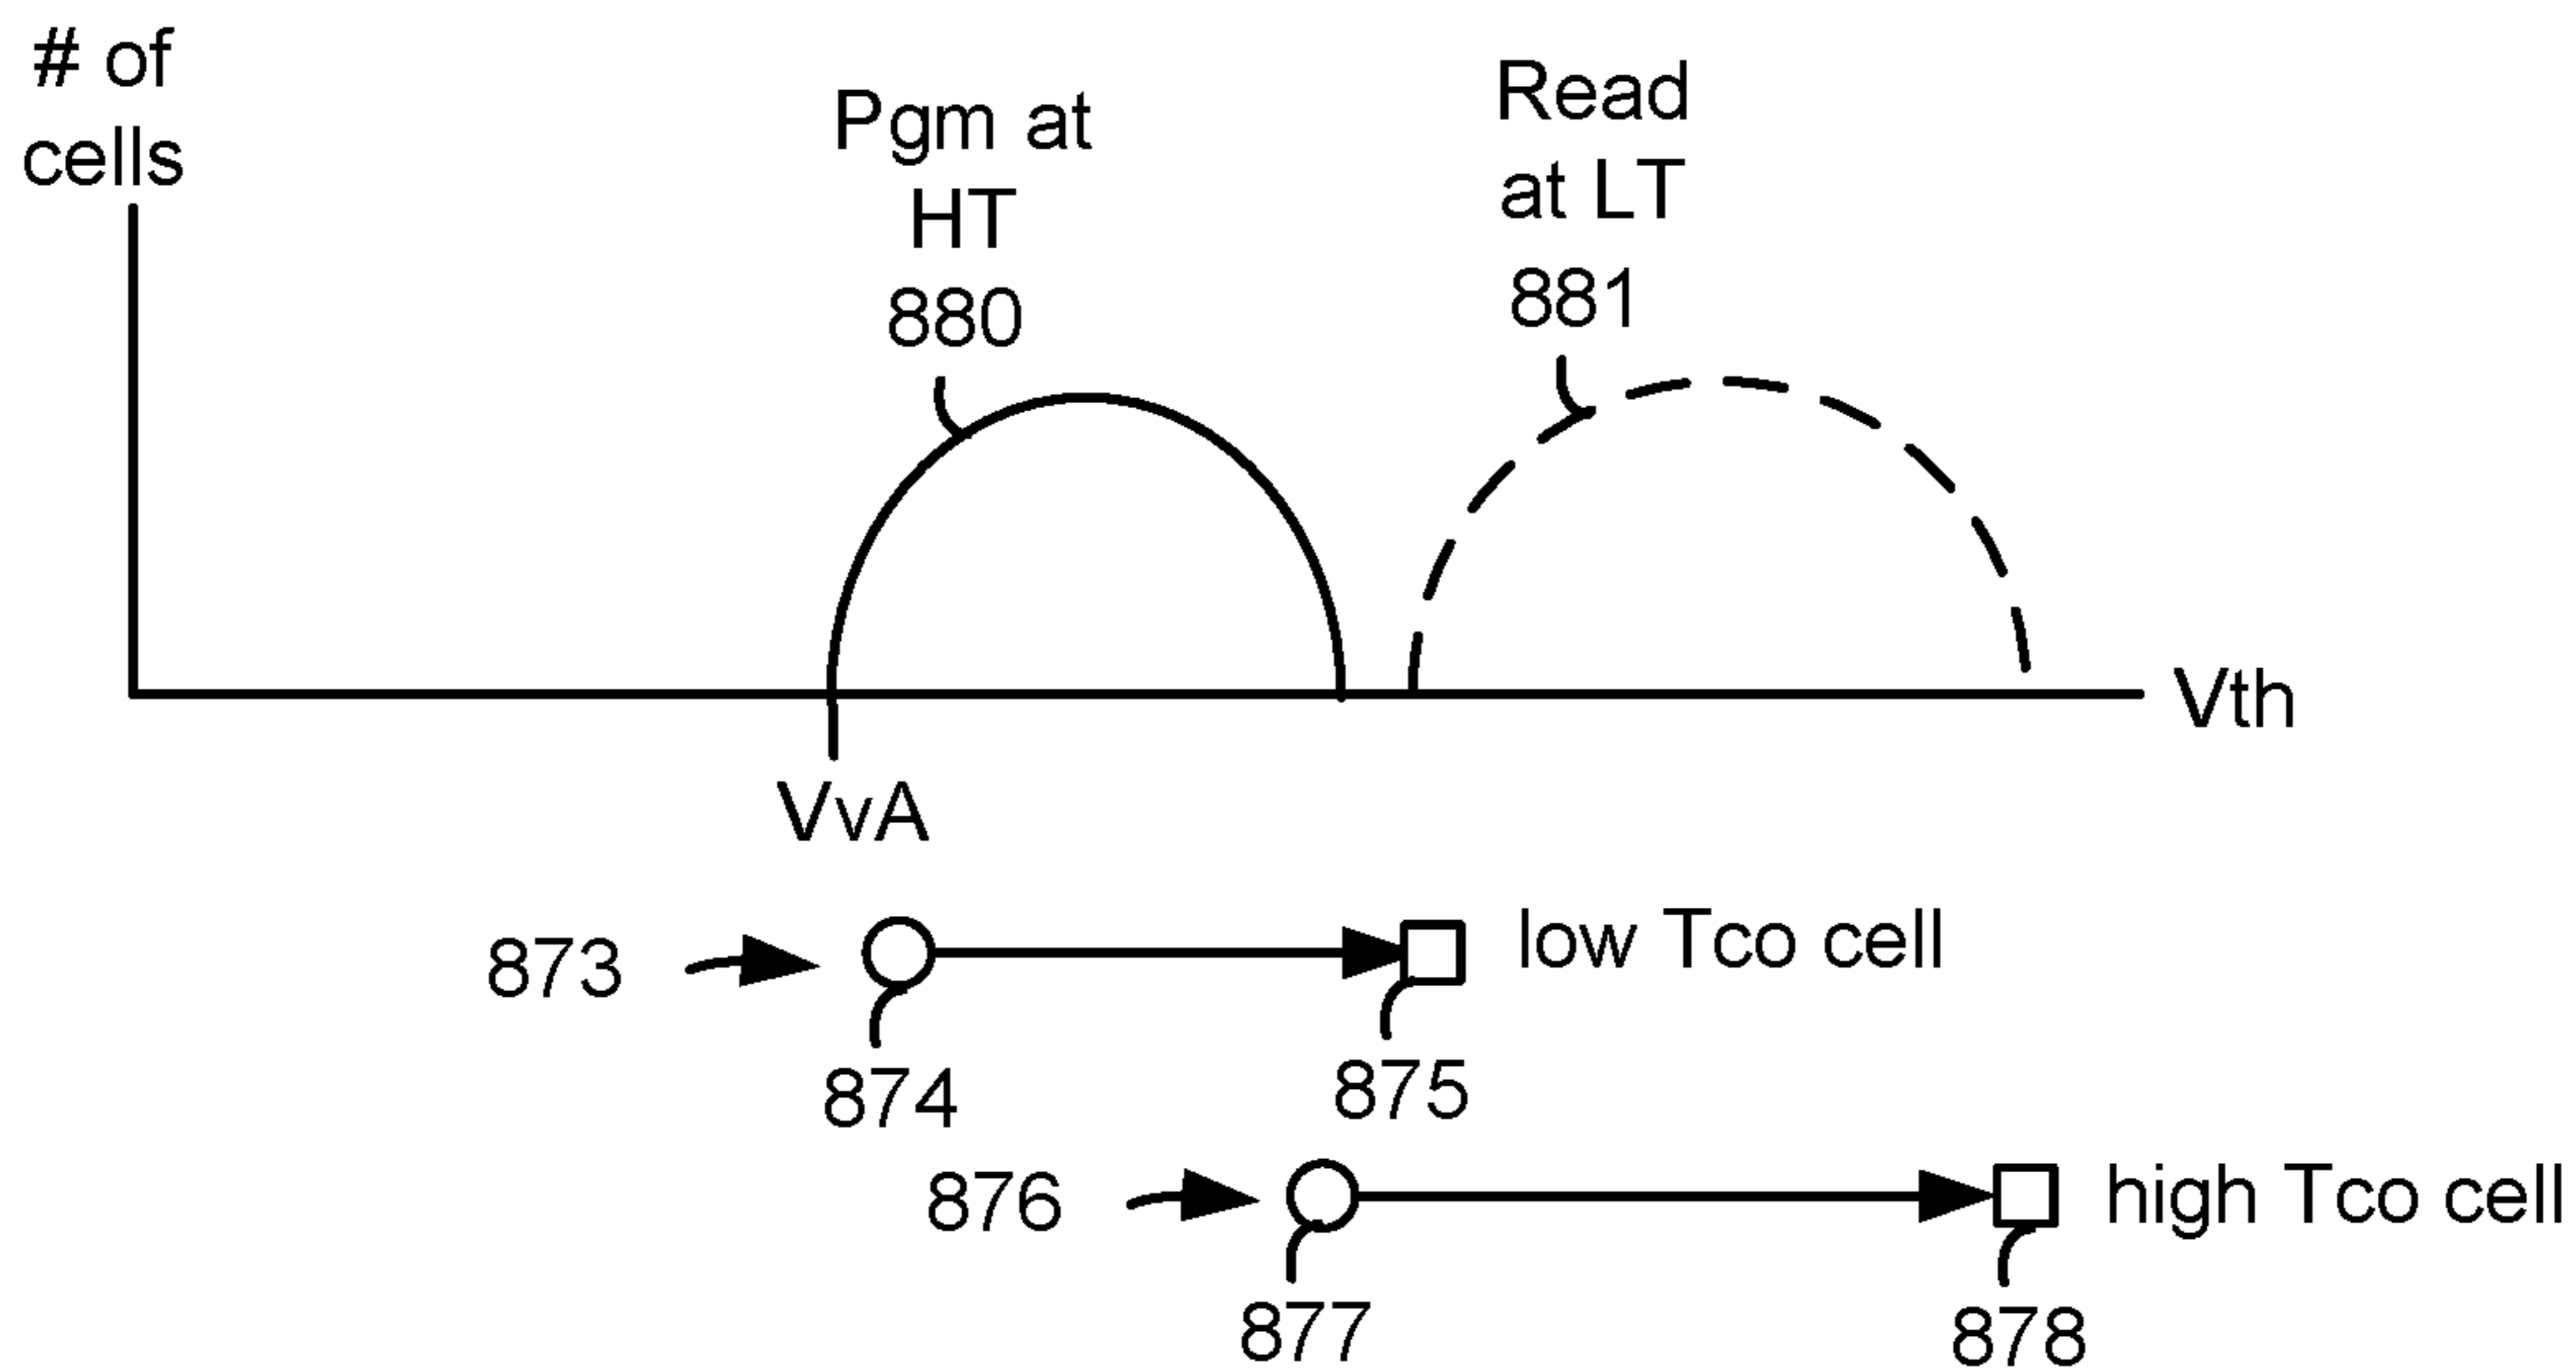 # of
cells
Pgm at
HT
880
Read
at LT
881
Vth
VvA
873
874
875
low Tco cell
876
877
878
high Tco cell